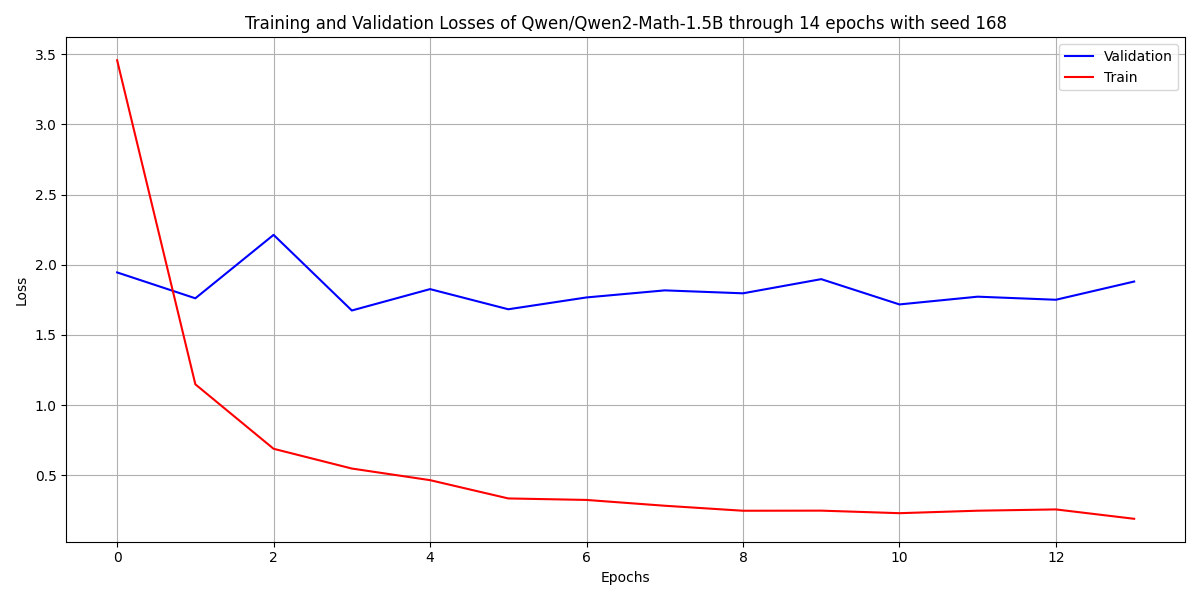 Training and Validation Losses of Qwen/Qwen2-Math-1.5B through 14 epochs with seed 168
Validation
Train
3.5
3.0
2.5
2.0
1.5
1.0
0.5
Loss
0 2 4 6 8 10 12
Epochs